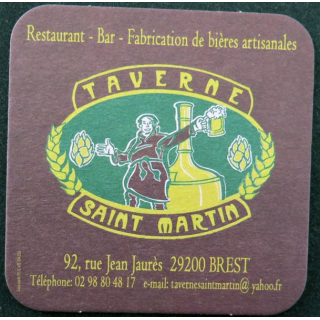 Restaurant - Bar - Fabrication de bières artisanales
TAVERNE
SAINT MARTIN
92, rue Jean Jaurès 29200 BREST
Téléphone: 02 98 80 48 17 e-mail: tavernesaintmartin@yahoo.fr